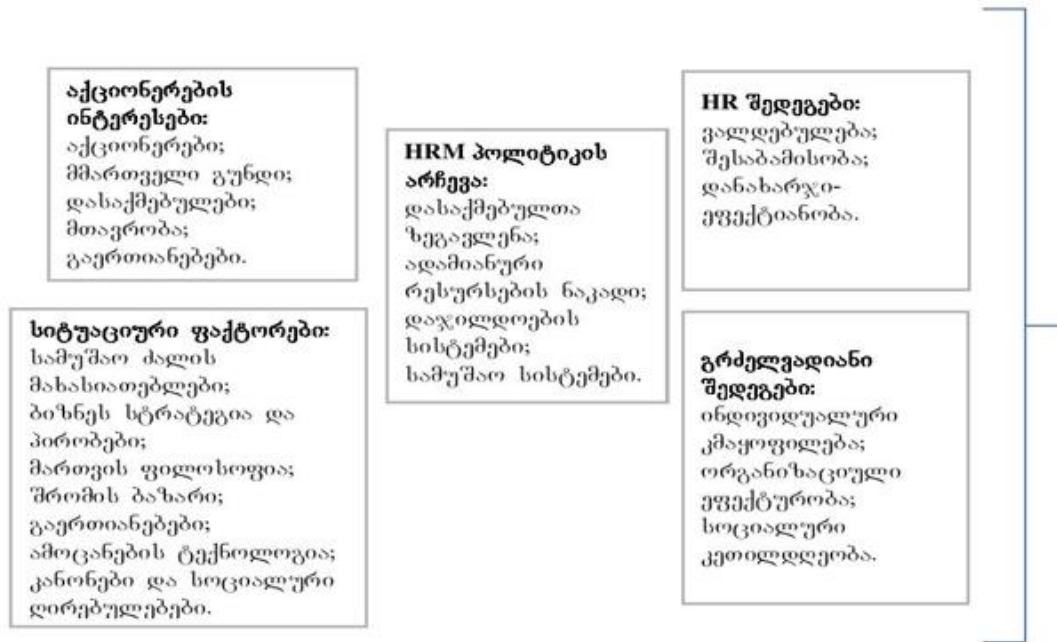 აქციონერების
ინტერესები:
აქციონერები;
მმართველი გუნდი;
დასაქმებულები;
მთავრობა;
გაერთიანებები.
სიტუაციური ფაქტორები:
სამუშაო ძალის
მახასიათებლები;
ბიზნეს სტრატეგია და
პირობები;
მართვის ფილოსოფია;
შრომის ბაზარი;
გაერთიანებები;
ამოცანების ტექნოლოგია;
კანონები და სოციალური
ღირებულებები.
HRM პოლიტიკის
არჩევა:
დასაქმებულთა
ზეგავლენა;
ადამიანური
რესურსების ნაკადი;
დაჯილდოების
სისტემები;
სამუშაო სისტემები.
HR შედეგები:
ვალდებულება;
შესაბამისობა;
დანახარჯი-
ეფექტიანობა.
გრძელვადიანი
შედეგები:
ინდივიდუალური
კმაყოფილება;
ორგანიზაციული
ეფექტურობა;
სოციალური
კეთილდღეობა.